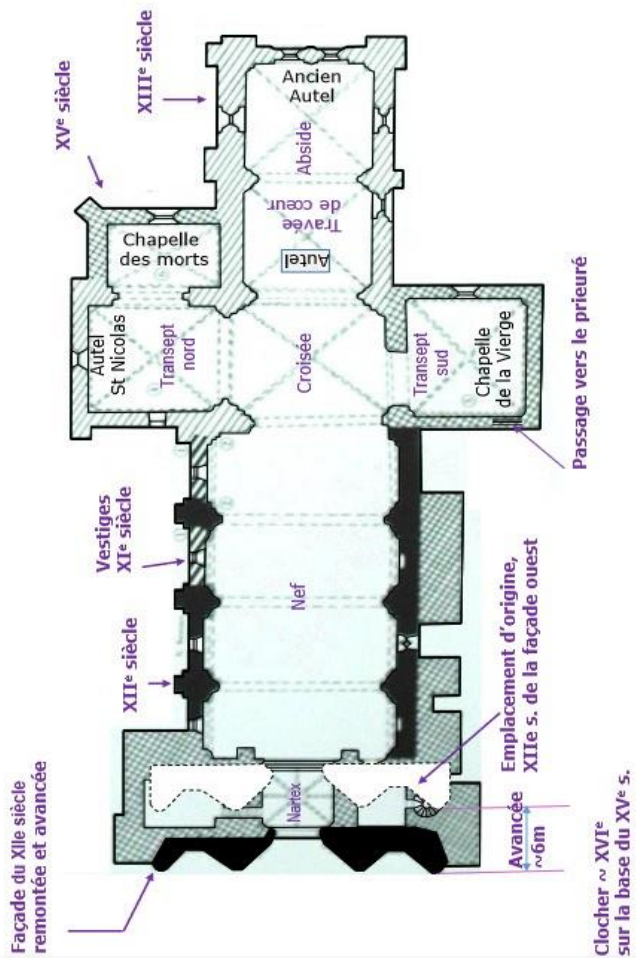 XIIIᵉ siècle
XVᵉ siècle
Ancien
Autel
Abside
Travée
de cœur
Autel
Chapelle
des morts
Autel
St Nicolas
Transept
nord
Croisée
Transept
sud
Chapelle
de la Vierge
Passage vers le prieuré
Vestiges
XIᵉ siècle
XIIᵉ siècle
Nef
Emplacement d'origine,
XIIe s. de la façade ouest
Nartex
Avancée
~6m
Façade du XIIe siècle
remontée et avancée
Clocher ~ XVIᵉ
sur la base du XVᵉ s.